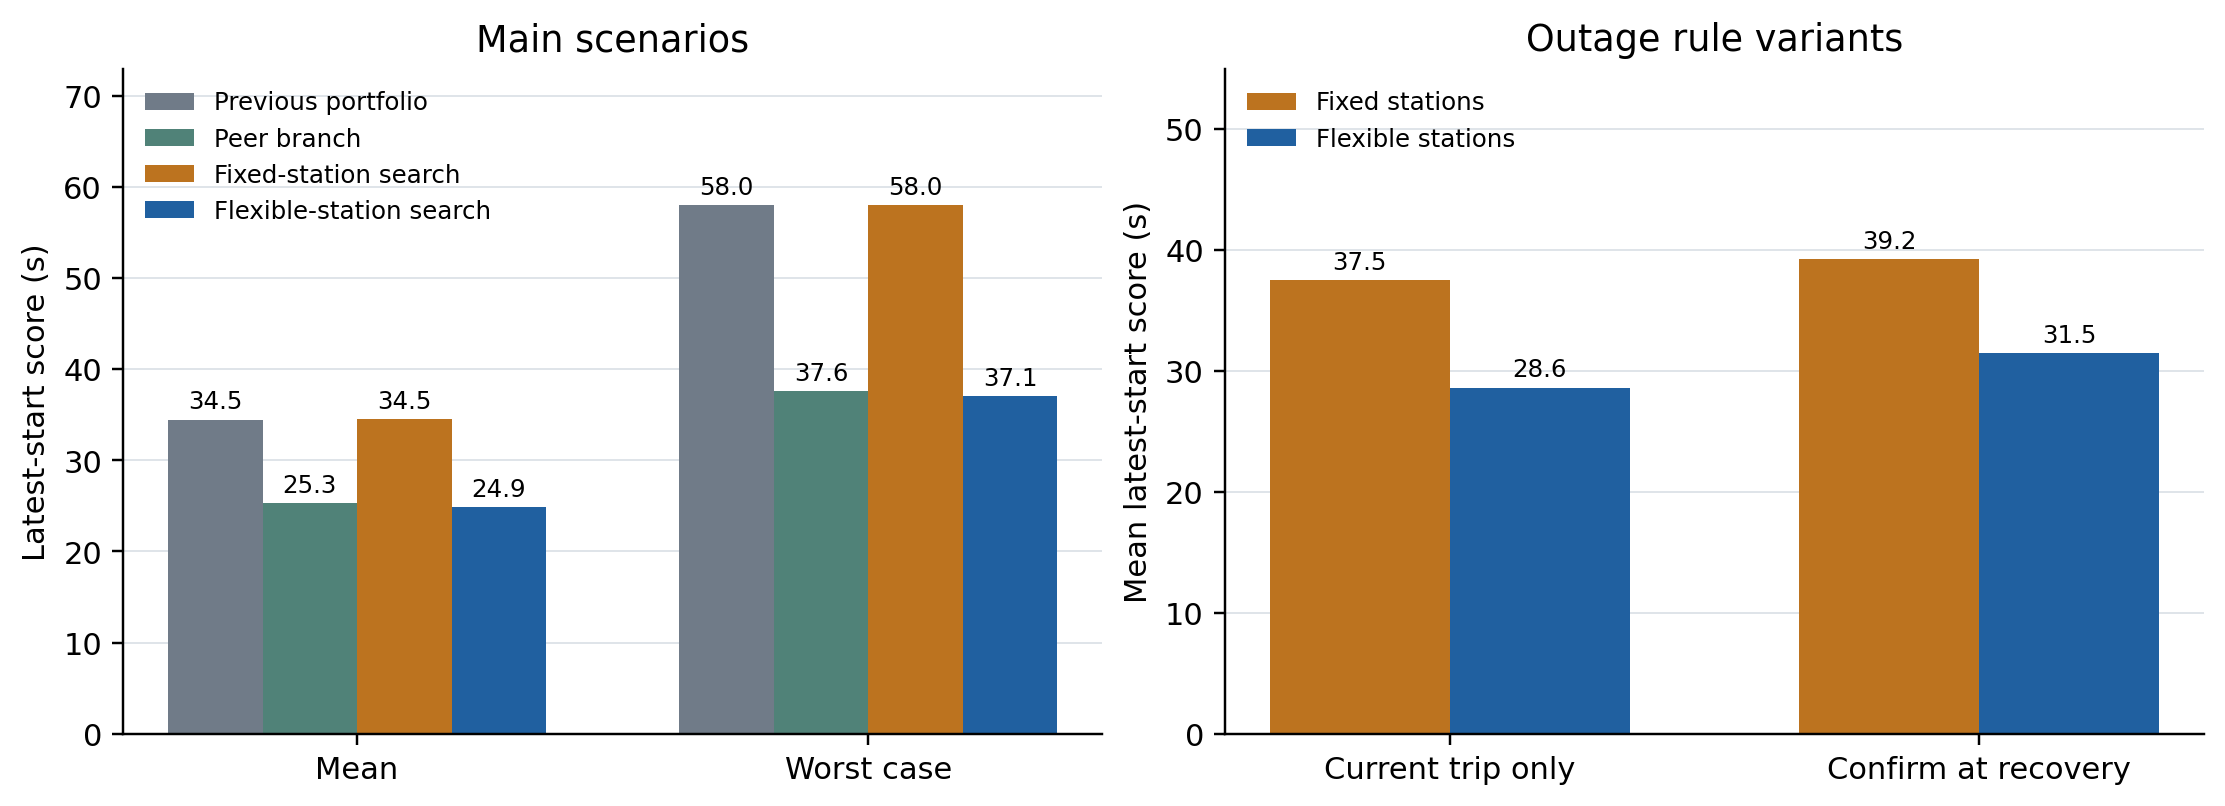 Main scenarios
Latest-start score (s)
70
60
50
40
30
20
10
0
Previous portfolio
Peer branch
Fixed-station search
Flexible-station search
34.5
25.3
34.5
24.9
58.0
37.6
58.0
37.1
Mean
Worst case
Outage rule variants
Mean latest-start score (s)
50
40
30
20
10
0
Fixed stations
Flexible stations
37.5
28.6
39.2
31.5
Current trip only
Confirm at recovery